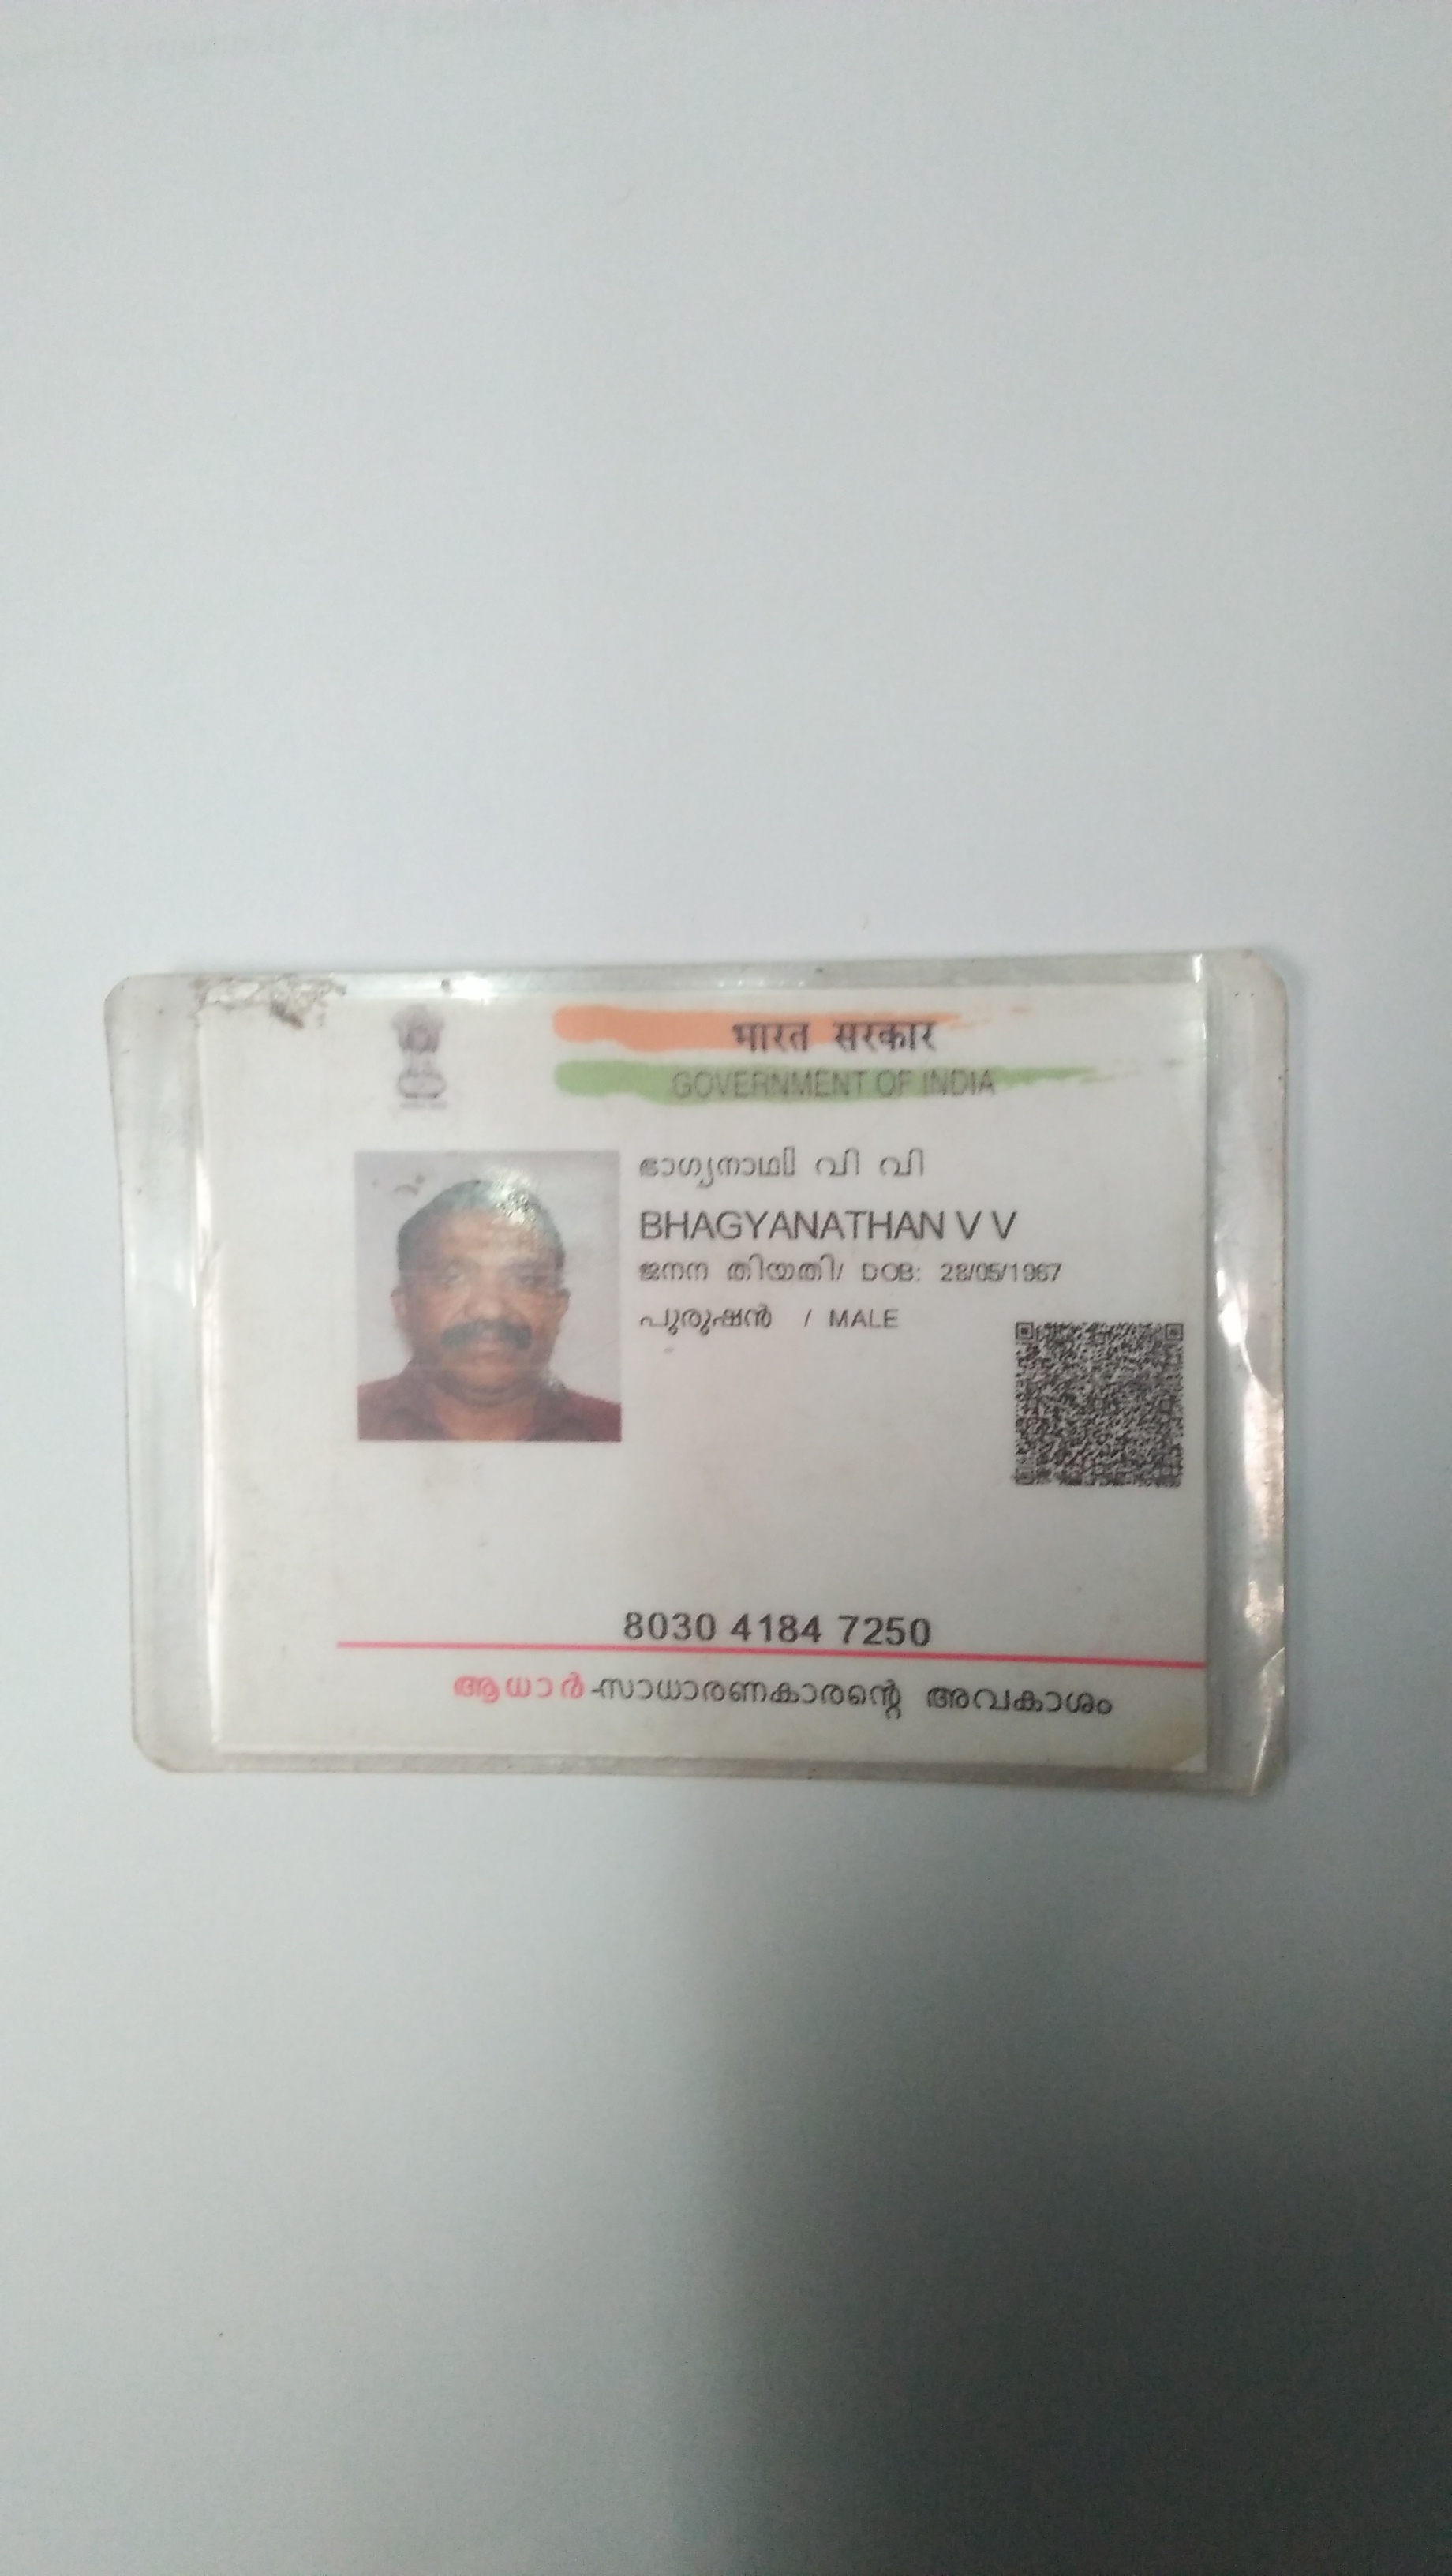 भारत सरकार
GOVERNMENT OF INDIA
ഭാഗ്യനാഥൻ വി വി
BHAGYANATHAN V V
ജനന തിയതി/ DOB: 28/05/1967
പുരുഷൻ / MALE
8030 4184 7250
ആധാർ-സാധാരണകാരന്റെ അവകാശം